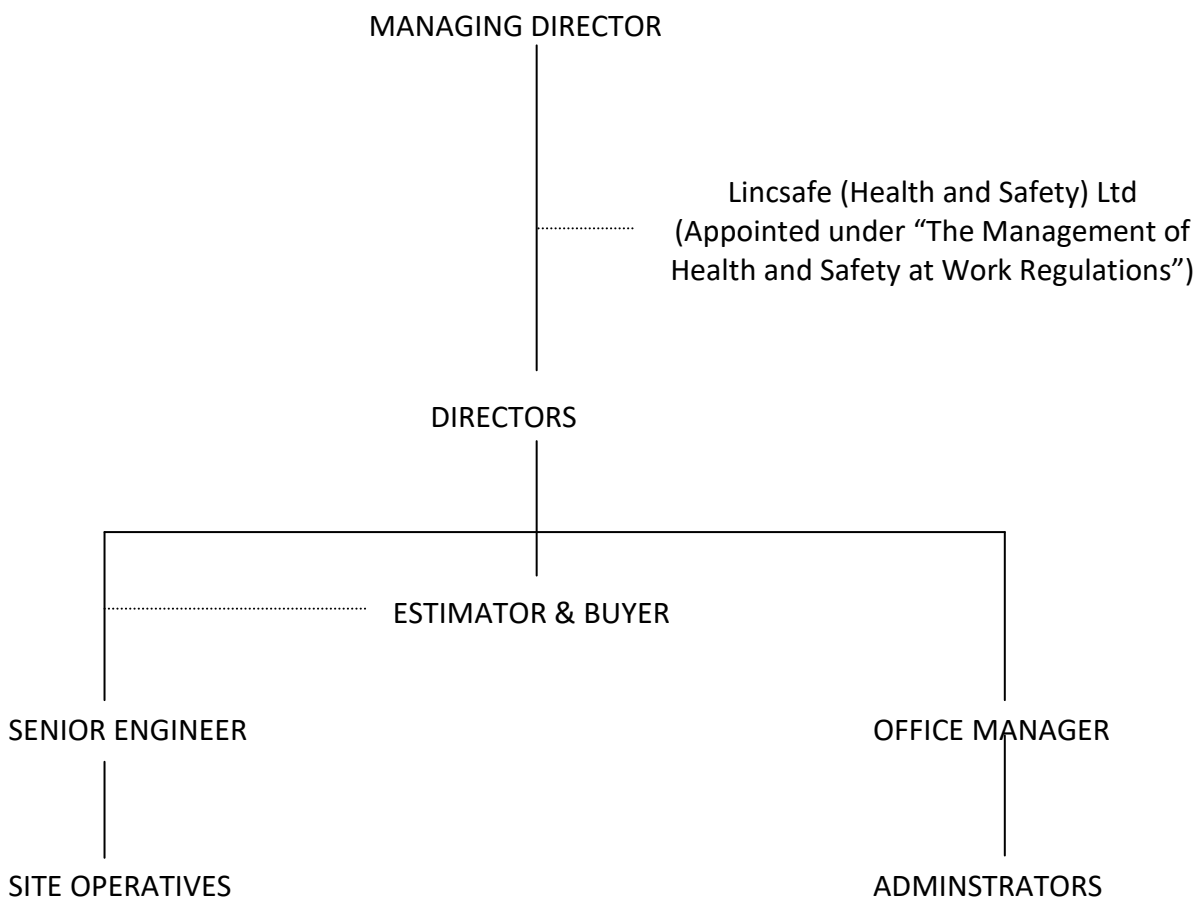 MANAGING DIRECTOR
Lincsafe (Health and Safety) Ltd
(Appointed under “The Management of
Health and Safety at Work Regulations”)
DIRECTORS
ESTIMATOR & BUYER
SENIOR ENGINEER
OFFICE MANAGER
SITE OPERATIVES
ADMINSTRATORS